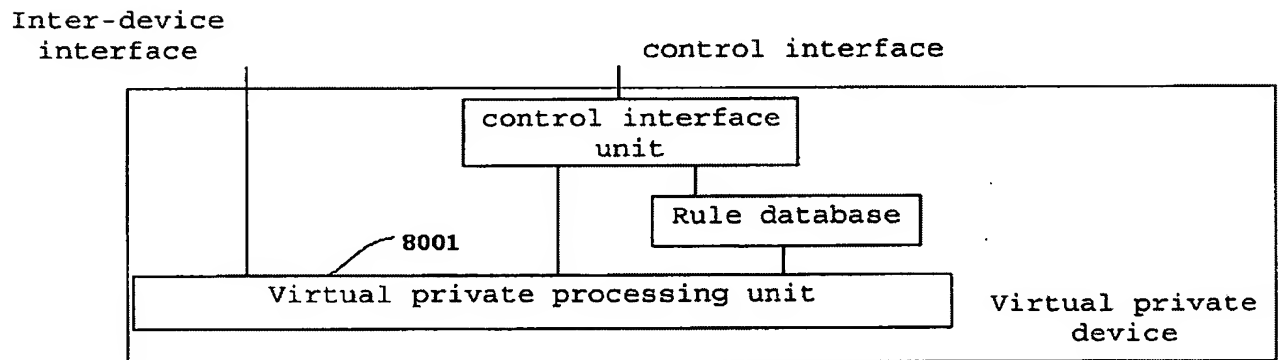 Inter-device
interface
control interface
control interface
unit
Rule database
8001
Virtual private processing unit
Virtual private
device